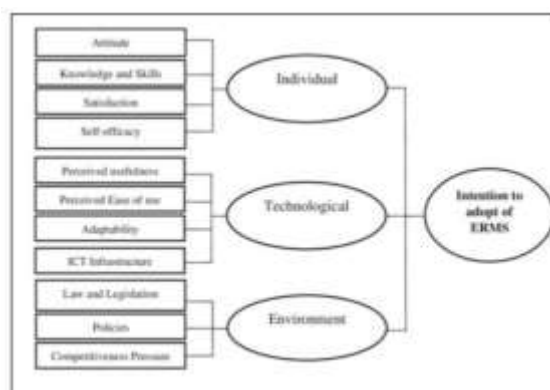 Attitude
Knowledge and Skills
Satisfaction
Self efficacy
Individual
Perceived usefulness
Perceived Ease of use
Adaptability
ICT Infrastructure
Technological
Law and Legislation
Policies
Competitiveness Pressure
Environment
Intention to
adopt of
ERMS